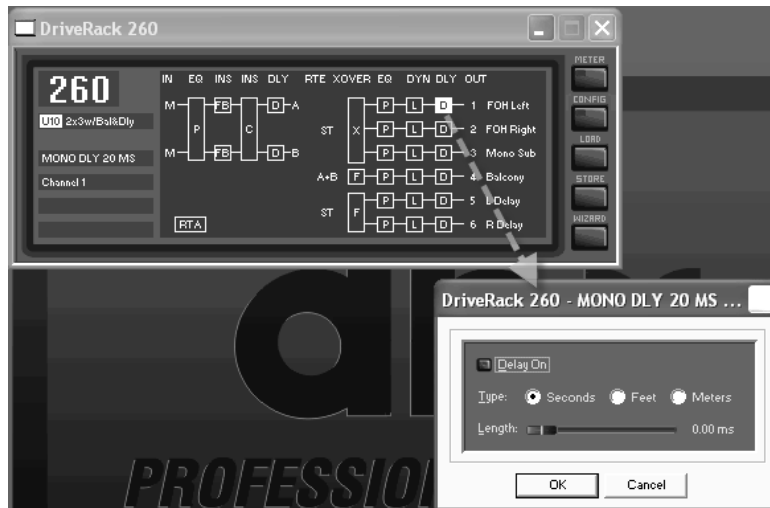 DriveRack 260
260
U10 2x3w/Bal&Dly
MONO DLY 20 MS
Channel 1
IN EQ INS INS DLY RTE XOVER EQ DYN DLY OUT
M FB D A P L D 1 FOH Left
P C ST X P L D 2 FOH Right
M FB D B P L D 3 Mono Sub
A+B F P L D 4 Balcony
ST F P L D 5 L Delay
RTA P L D 6 R Delay
METER
CONFIG
LOAD
STORE
WIZARD
DriveRack 260 - MONO DLY 20 MS ...
Delay On
Type: Seconds Feet Meters
Length: 0.00 ms
OK Cancel